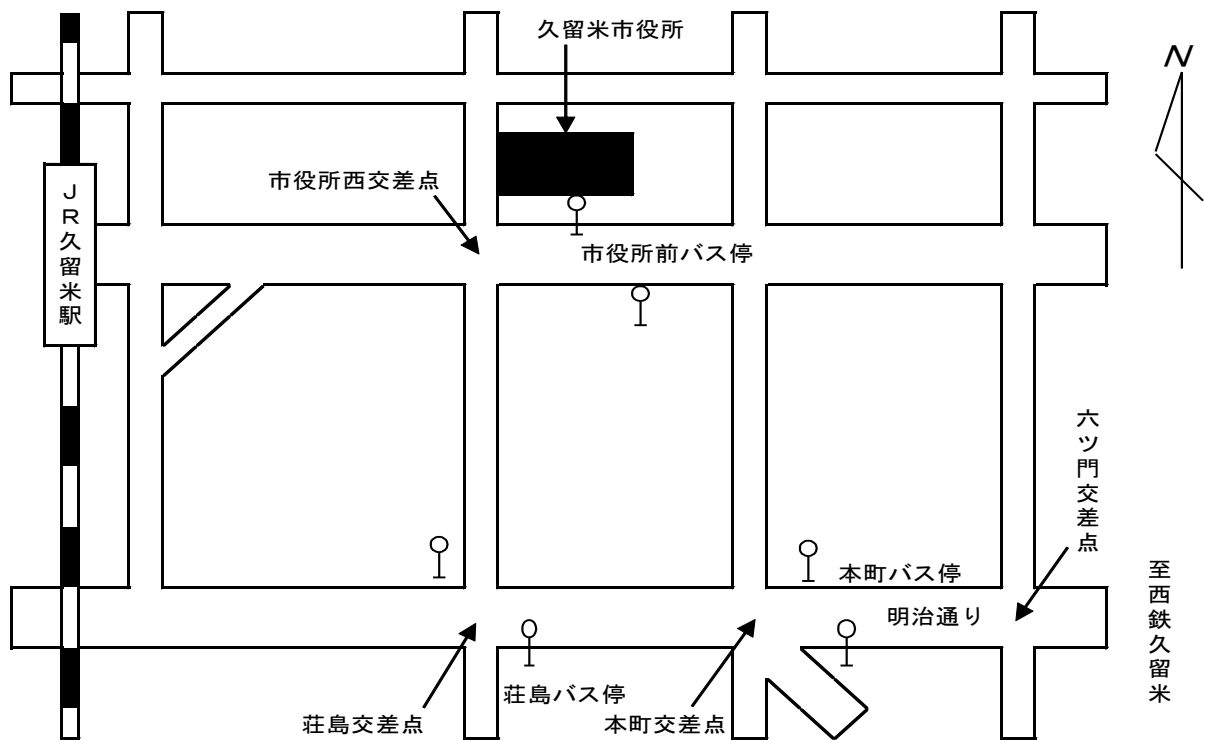 久留米市役所
N
市役所西交差点
JR久留米駅
市役所前バス停
六ツ門交差点
本町バス停
明治通り
至西鉄久留米
荘島バス停
荘島交差点
本町交差点